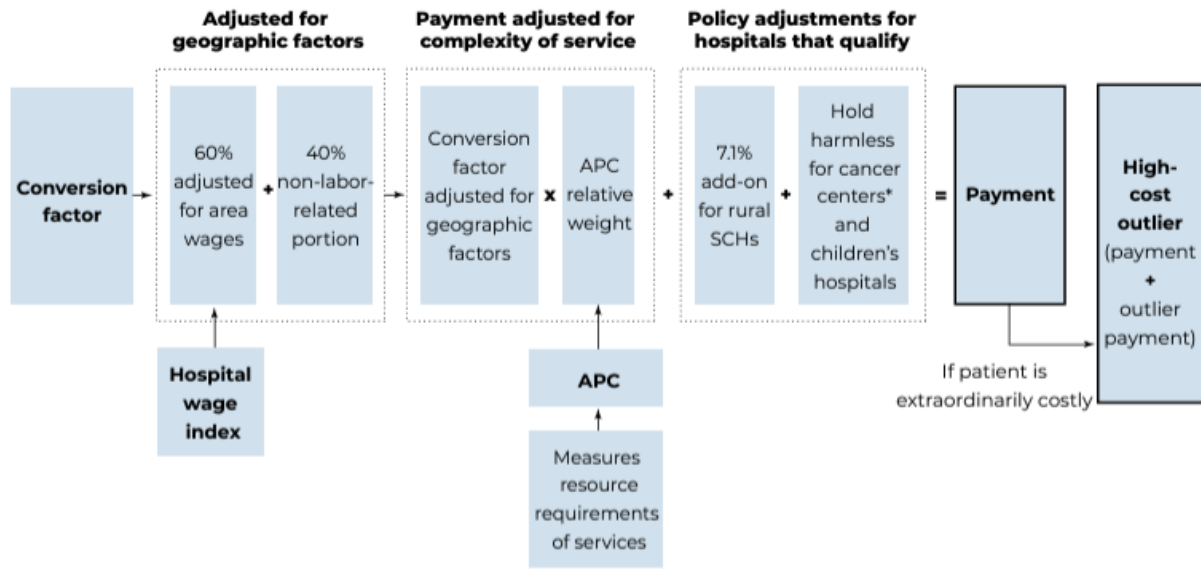 Adjusted for
geographic factors
Payment adjusted for
complexity of service
Policy adjustments for
hospitals that qualify
Conversion
factor
60%
adjusted
for area
wages
+
40%
non-labor-
related
portion
Conversion
factor
adjusted for
geographic
factors
x
APC
relative
weight
+
7.1%
add-on
for rural
SCHs
+
Hold
harmless
for cancer
centers*
and
children's
hospitals
=
Payment
High-
cost
outlier
(payment
+
outlier
payment)
Hospital
wage
index
APC
Measures
resource
requirements
of services
If patient is
extraordinarily costly